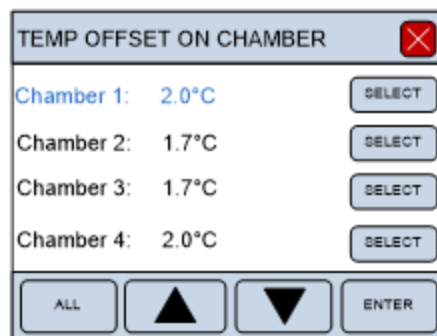 TEMP OFFSET ON CHAMBER
Chamber 1: 2.0°C SELECT
Chamber 2: 1.7°C SELECT
Chamber 3: 1.7°C SELECT
Chamber 4: 2.0°C SELECT
ALL ENTER